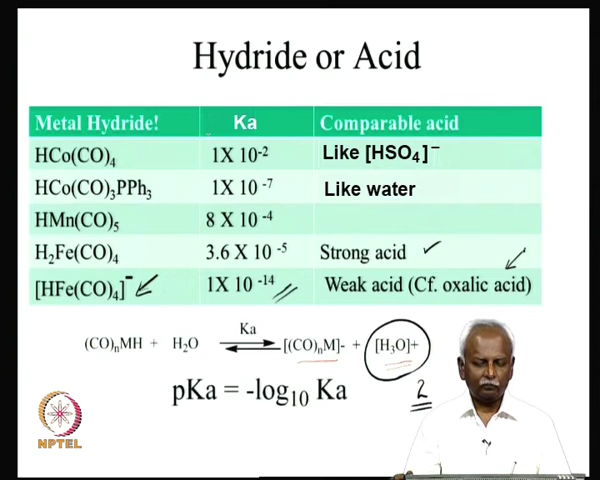 Hydride or Acid
Metal Hydride! Ka Comparable acid
HCo(CO)₄ 1X 10⁻² Like [HSO₄]⁻
HCo(CO)₃PPh₃ 1X 10⁻⁷ Like water
HMn(CO)₅ 8 X 10⁻⁴
H₂Fe(CO)₄ 3.6 X 10⁻⁵ Strong acid
[HFe(CO)₄]⁻ 1X 10⁻¹⁴ Weak acid (Cf. oxalic acid)
Ka
(CO)ₙMH + H₂O [(CO)ₙM]- + [H₃O]+
pKa = -log₁₀ Ka
2
NPTEL